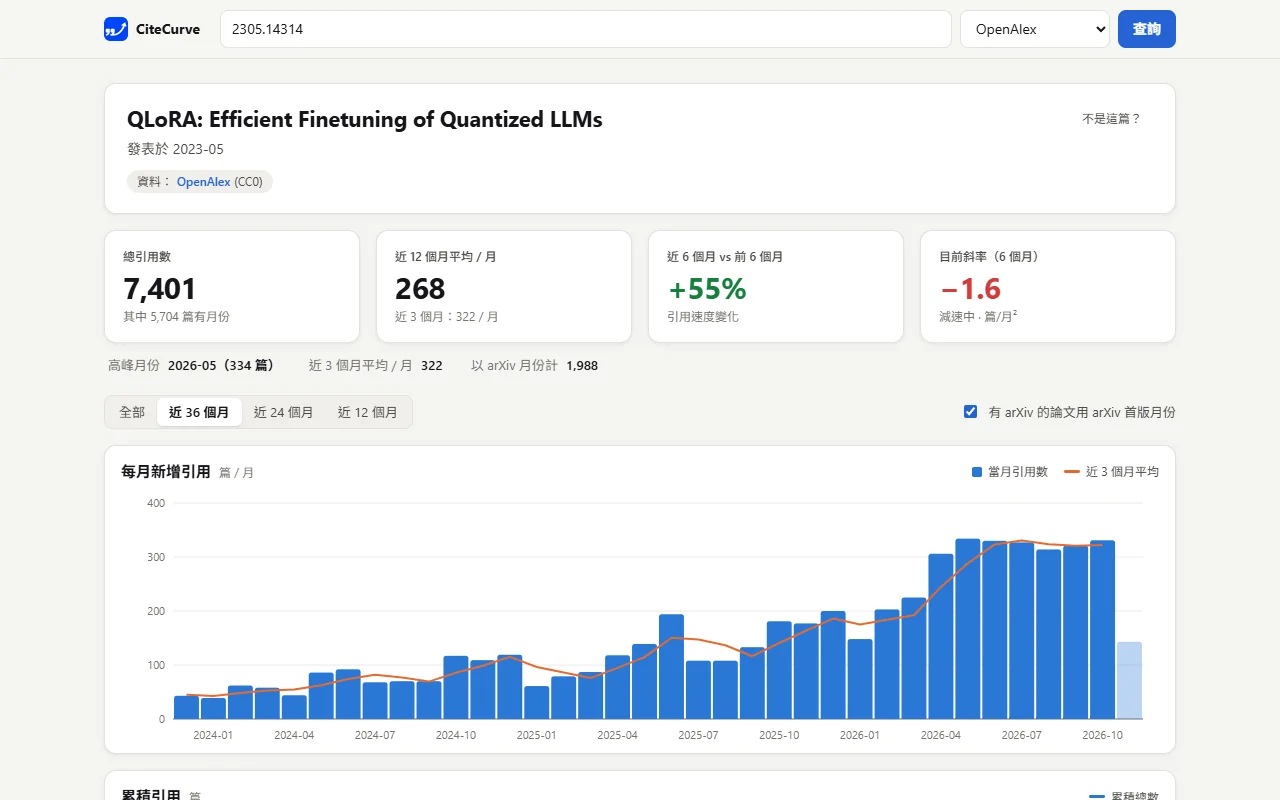 CiteCurve
2305.14314
OpenAlex
查詢
QLoRA: Efficient Finetuning of Quantized LLMs
不是這篇？
發表於 2023-05
資料： OpenAlex (CC0)
總引用數
7,401
其中 5,704 篇有月份
近 12 個月平均 / 月
268
近 3 個月：322 / 月
近 6 個月 vs 前 6 個月
+55%
引用速度變化
目前斜率（6 個月）
−1.6
減速中 · 篇/月²
高峰月份 2026-05（334 篇） 近 3 個月平均 / 月 322 以 arXiv 月份計 1,988
全部 近 36 個月 近 24 個月 近 12 個月
有 arXiv 的論文用 arXiv 首版月份
每月新增引用 篇 / 月
當月引用數 近 3 個月平均
400
300
200
100
0
2024-01 2024-04 2024-07 2024-10 2025-01 2025-04 2025-07 2025-10 2026-01 2026-04 2026-07 2026-10
累積引用 篇
累積總數